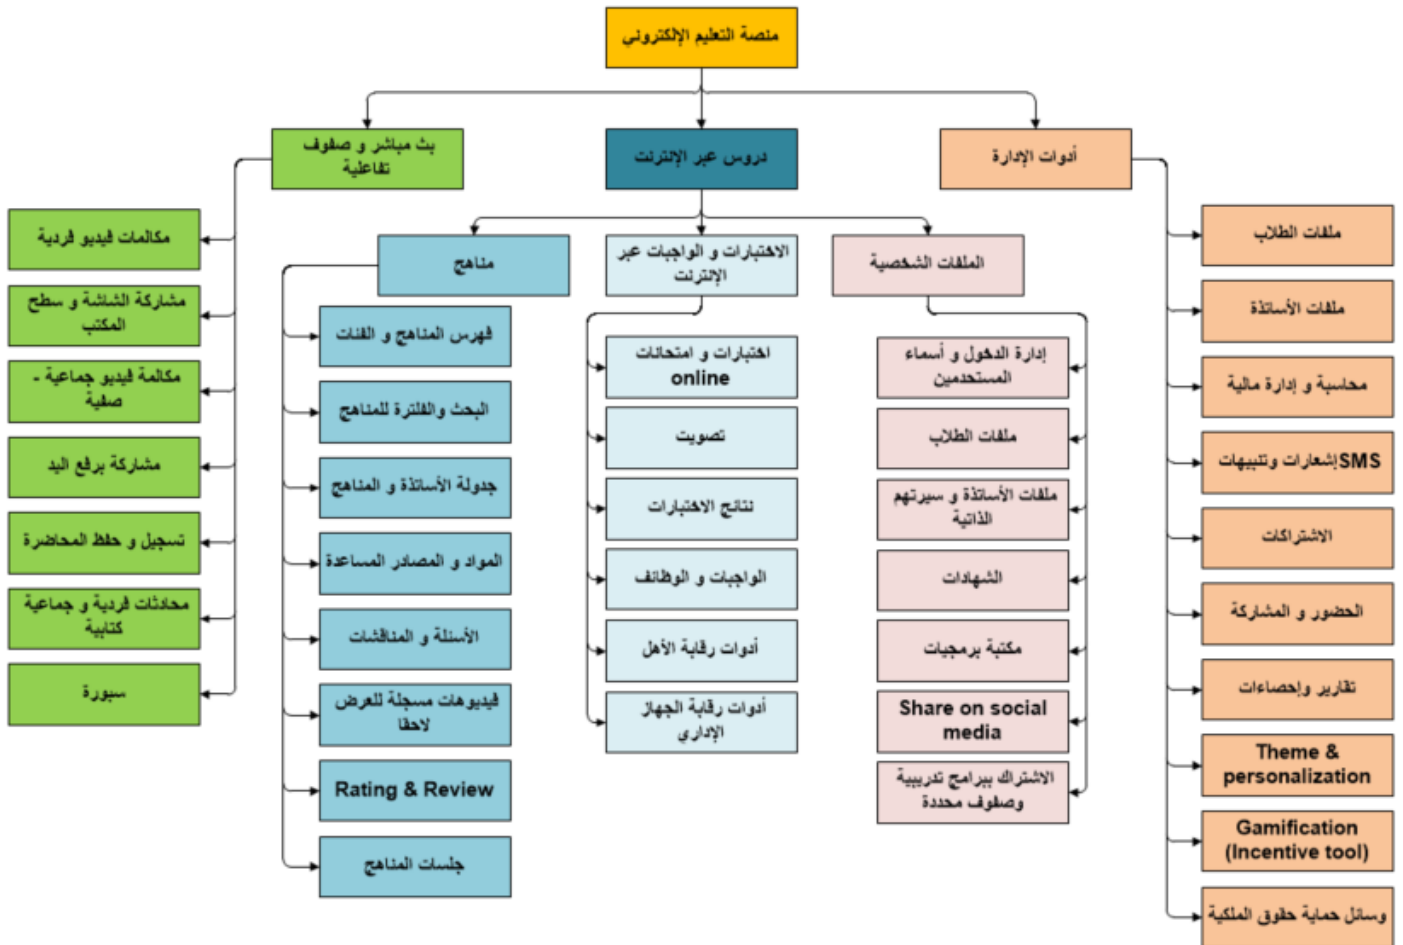 منصة التعليم الإلكتروني
أدوات الإدارة
دروس عبر الإنترنت
بث مباشر و صفوف
تفاعلية
ملفات الطلاب
ملفات الأساتذة
محاسبة و إدارة مالية
SMSإشعارات وتنبيهات
الاشتراكات
الحضور و المشاركة
تقارير وإحصاءات
Theme &
personalization
Gamification
(Incentive tool)
وسائل حماية حقوق الملكية
الملفات الشخصية
إدارة الدخول و أسماء
المستخدمين
ملفات الطلاب
ملفات الأساتذة و سيرتهم
الذاتية
الشهادات
مكتبة برمجيات
Share on social
media
الاشتراك ببرامج تدريبية
وصفوف محددة
الاختبارات و الواجبات عبر
الإنترنت
اختبارات و امتحانات
online
تصويت
نتائج الاختبارات
الواجبات و الوظائف
أدوات رقابة الأهل
أدوات رقابة الجهاز
الإداري
مناهج
فهرس المناهج و الفئات
البحث والفلترة للمناهج
جدولة الأساتذة و المناهج
المواد و المصادر المساعدة
الأسئلة و المناقشات
فيديوهات مسجلة للعرض
لاحقا
Rating & Review
جلسات المناهج
مكالمات فيديو فردية
مشاركة الشاشة و سطح
المكتب
مكالمة فيديو جماعية -
صفية
مشاركة برفع اليد
تسجيل و حفظ المحاضرة
محادثات فردية و جماعية
كتابية
سبورة